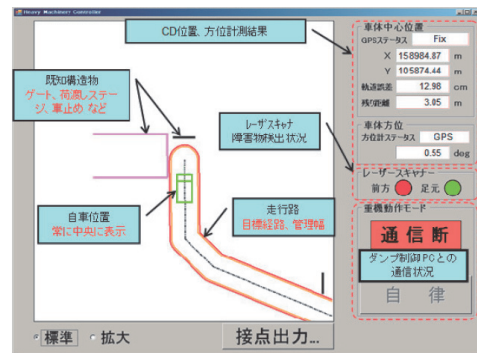 Heavy Machinery Controller
CD位置、方位計測結果
既知構造物
ゲート、荷濃しステー
ジ、車止め など
レーザスキャナ
障害物検出状況
自車位置
常に中央に表示
走行路
目標経路、管理幅
標準
拡大
接点出力...
車体中心位置
GPSステータス Fix
X 158984.87 m
Y 105874.44 m
軌道誤差 12.98 cm
残り距離 3.85 m
車体方位
方位計ステータス GPS
0.55 deg
レーザースキャナー
前方 足元
重機動作モード
通信断
ダンプ制御PCとの
通信状況
自 律